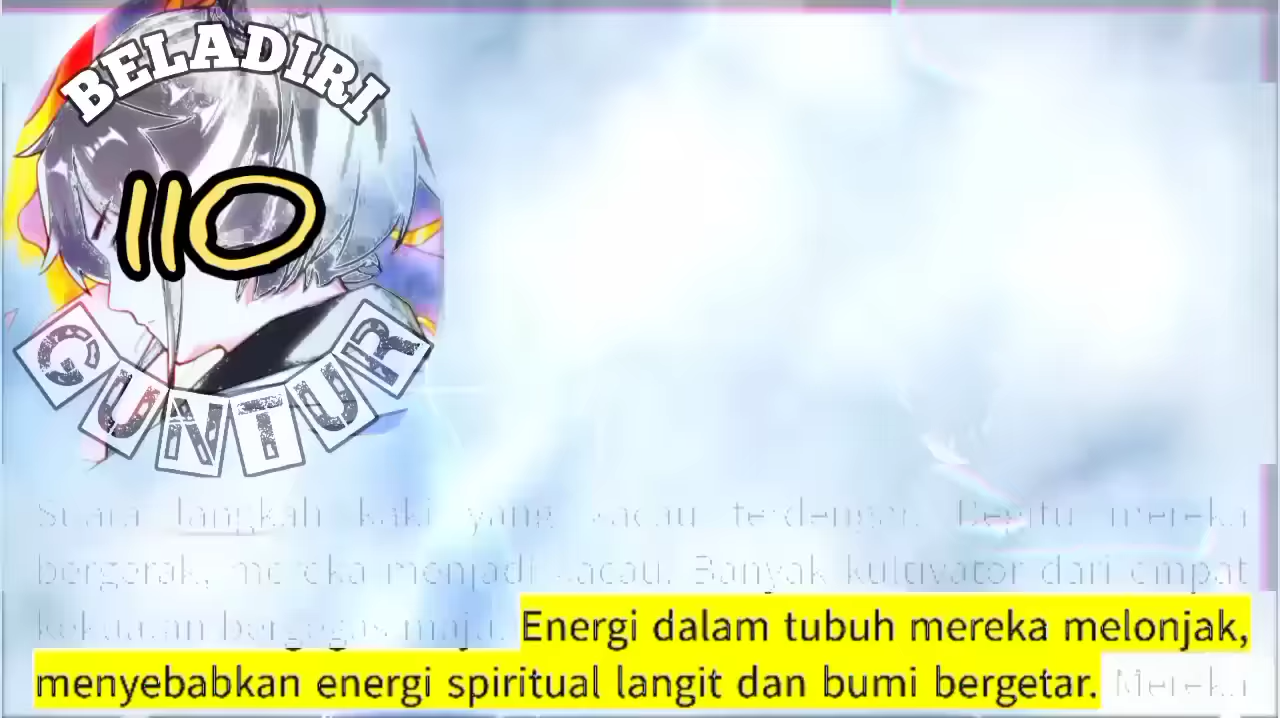 BELADIRI
110
GUNTUR
Suara langkah kaki yang kacau terdengar. Begitu mereka
bergerak, mereka menjadi kacau. Banyak kultivator dari empat
kekuatan bergegas maju. Energi dalam tubuh mereka melonjak,
menyebabkan energi spiritual langit dan bumi bergetar. Mereka